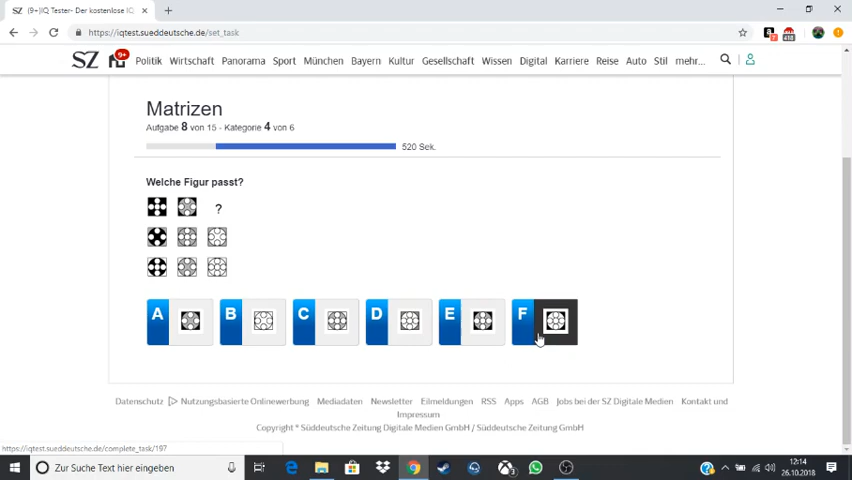 (9+)IQ Tester- Der kostenlose IQ
https://iqtest.sueddeutsche.de/set_task
SZ 9+ Politik Wirtschaft Panorama Sport München Bayern Kultur Gesellschaft Wissen Digital Karriere Reise Auto Stil mehr...
Matrizen
Aufgabe 8 von 15 - Kategorie 4 von 6
520 Sek.
Welche Figur passt?
?
A B C D E F
Datenschutz Nutzungsbasierte Onlinewerbung Mediadaten Newsletter Eilmeldungen RSS Apps AGB Jobs bei der SZ Digitale Medien Kontakt und
Impressum
Copyright © Süddeutsche Zeitung Digitale Medien GmbH / Süddeutsche Zeitung GmbH
https://iqtest.sueddeutsche.de/complete_task/197
Zur Suche Text hier eingeben
12:14
26.10.2018